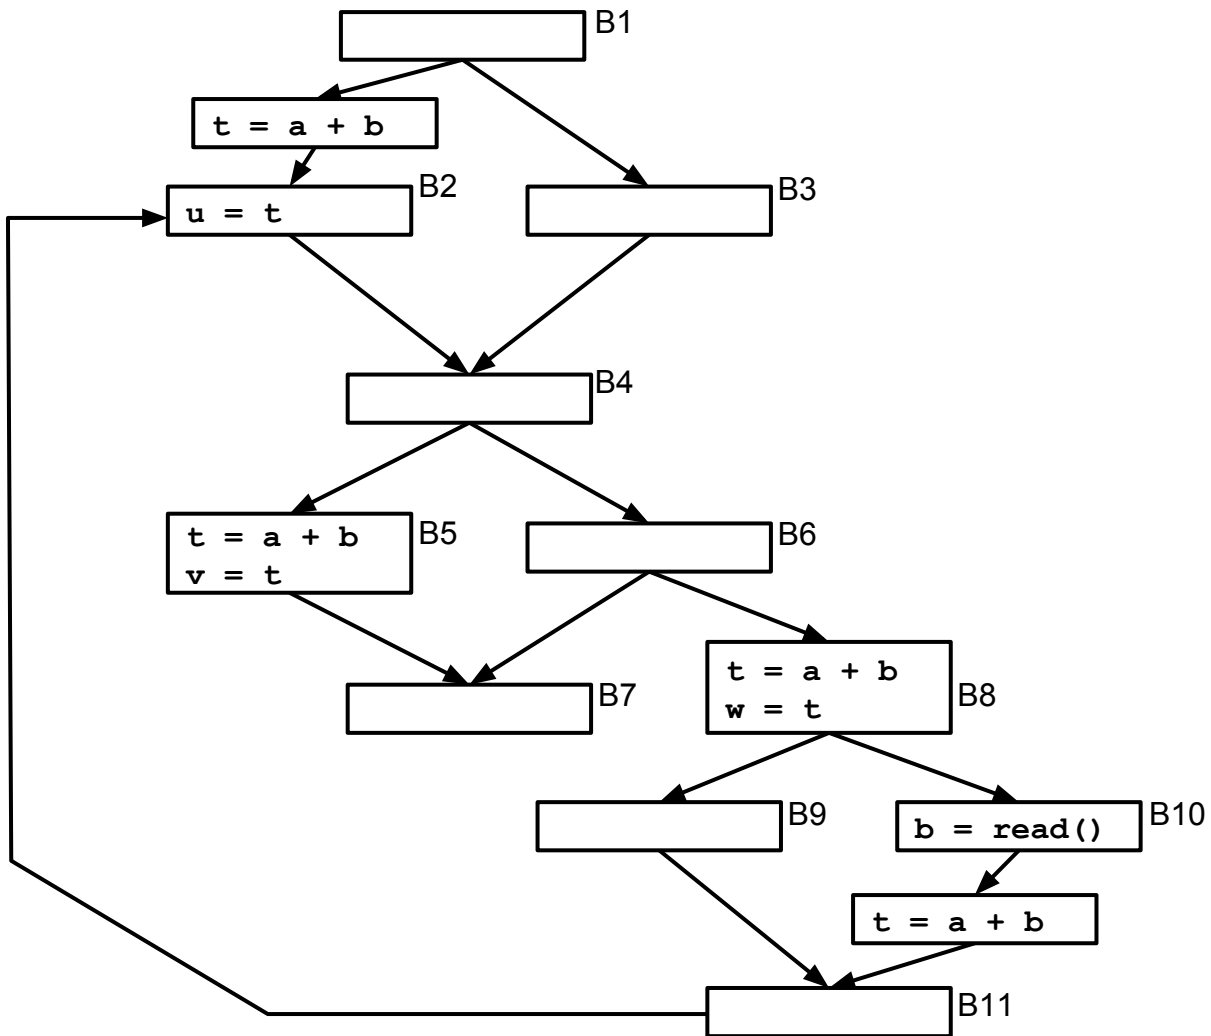 B1
t = a + b
B2
u = t
B3
B4
t = a + b
v = t
B5
B6
B7
t = a + b
w = t
B8
B9
b = read()
B10
t = a + b
B11